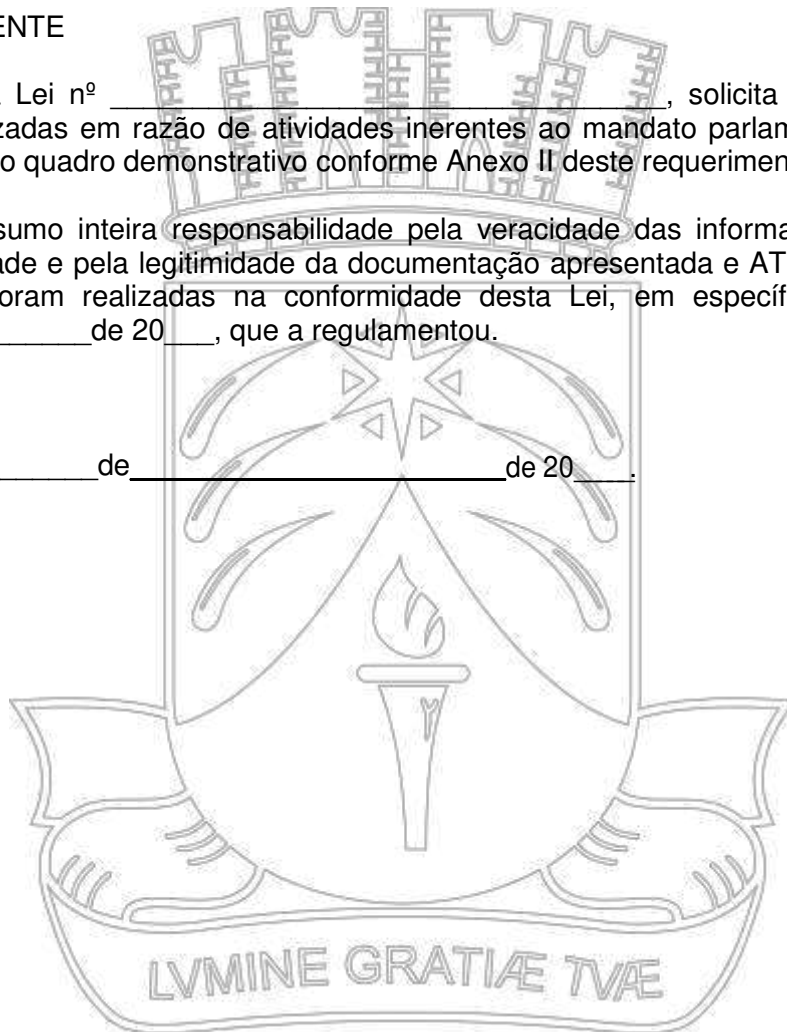 ENTE
Lei nº __________________________________, solicita
zadas em razão de atividades inerentes ao mandato parlam
o quadro demonstrativo conforme Anexo II deste requerimen
sumo inteira responsabilidade pela veracidade das informa
ade e pela legitimidade da documentação apresentada e AT
oram realizadas na conformidade desta Lei, em específ
______de 20___, que a regulamentou.
______de_______________________de 20____.
LVMINE GRATIÆ TVÆ